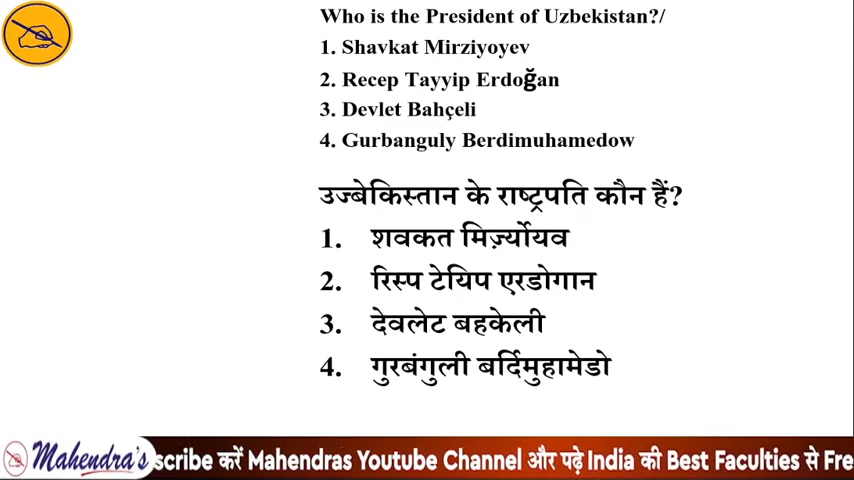 Who is the President of Uzbekistan?/
1. Shavkat Mirziyoyev
2. Recep Tayyip Erdoğan
3. Devlet Bahçeli
4. Gurbanguly Berdimuhamedow
उज्बेकिस्तान के राष्ट्रपति कौन हैं?
1. शवकत मिर्ज़्योयव
2. रिस्प टेयिप एरडोगान
3. देवलेट बहकेली
4. गुरबंगुली बर्दिमुहामेडो
Mahendra's scribe करें Mahendras Youtube Channel और पढ़े India की Best Faculties से Fre